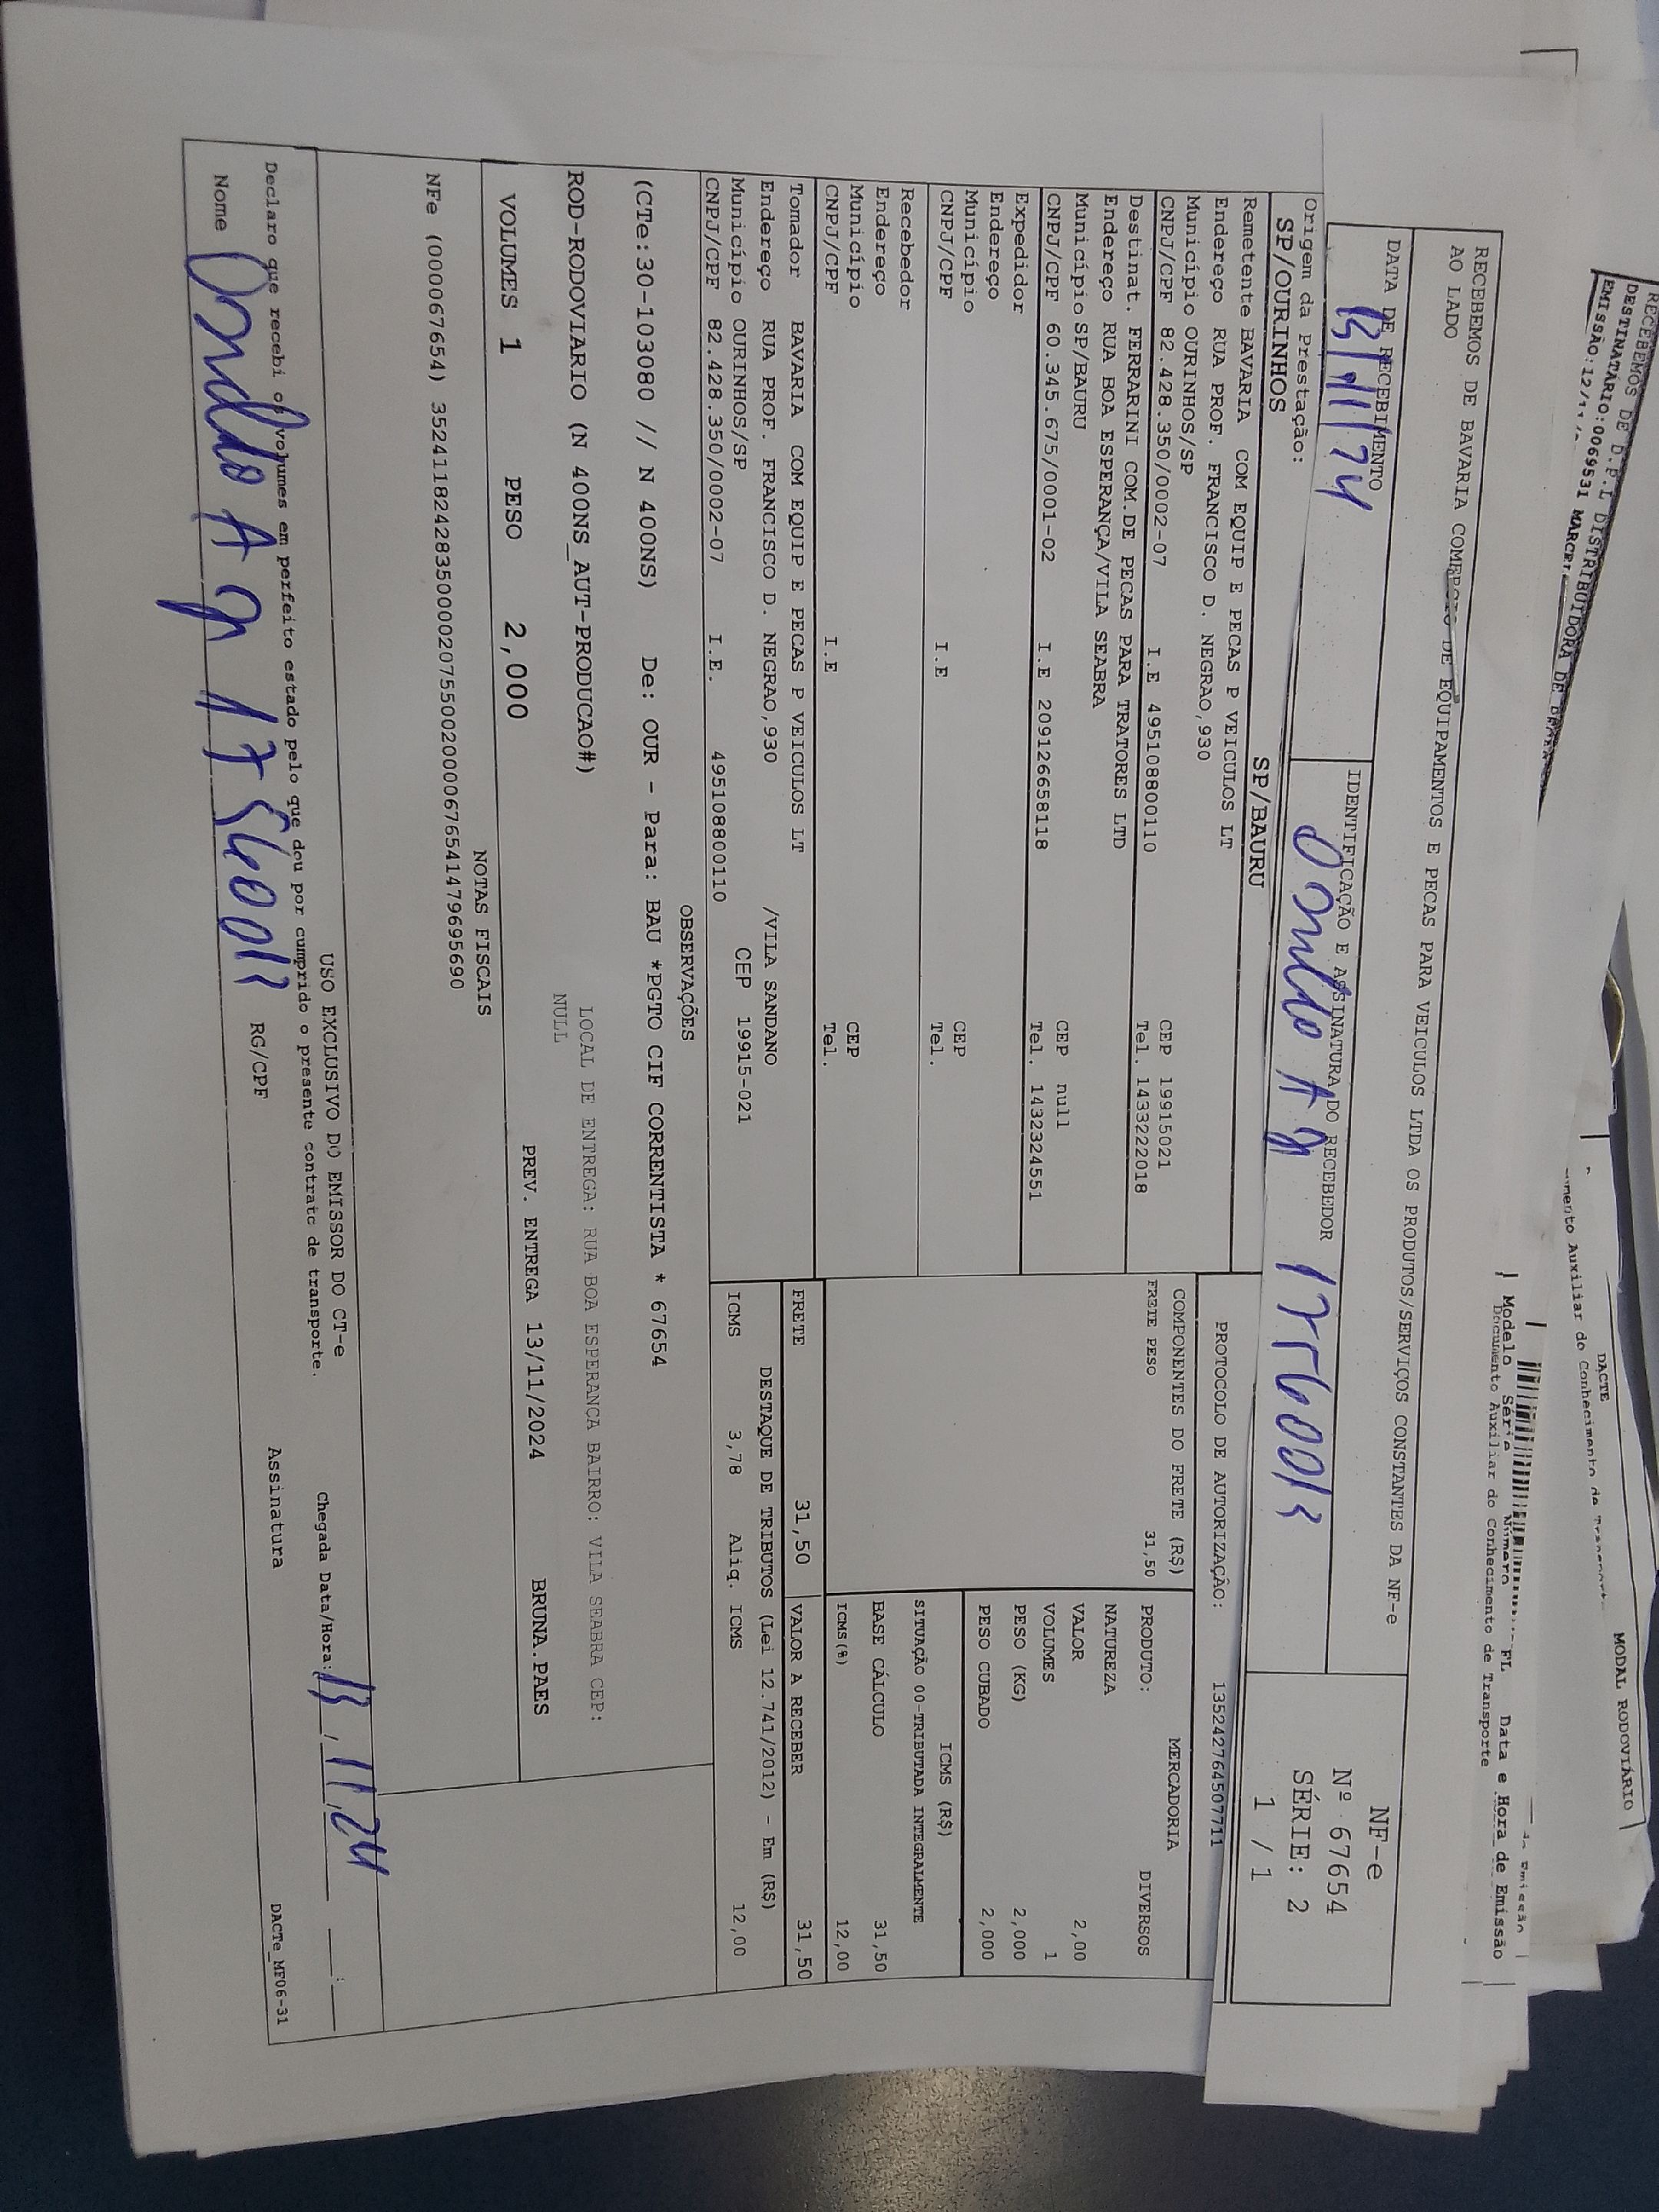 RECEBEMOS DE D.P.L DISTRIBUIDORA DE
DESTINATÁRIO:0069531
EMISSÃO:12/11
MODAL RODOVIÁRIO
DACTE
Auxiliar do Conhecimento de
Modelo Série Número FL Data e Hora de Emissão
Documento Auxiliar do Conhecimento de Transporte
RECEBEMOS DE BAVARIA COMERCIO DE EQUIPAMENTOS E PECAS PARA VEICULOS LTDA OS PRODUTOS/SERVIÇOS CONSTANTES DA NF-e
AO LADO
NF-e
Nº 67654
SÉRIE: 2
1 / 1
DATA DE RECEBIMENTO
13/11/24
IDENTIFICAÇÃO E ASSINATURA DO RECEBEDOR
Origem da Prestação:
SP/OURINHOS
SP/BAURU
PROTOCOLO DE AUTORIZAÇÃO: 135242764507711
Remetente BAVARIA COM EQUIP E PECAS P VEICULOS LT
Endereço RUA PROF. FRANCISCO D. NEGRAO,930
Município OURINHOS/SP CEP 19915021
CNPJ/CPF 82.428.350/0002-07 I.E 495108800110 Tel. 1433222018
Destinat. FERRARINI COM.DE PECAS PARA TRATORES LTD
Endereço RUA BOA ESPERANÇA/VILA SEABRA
Município SP/BAURU CEP null
CNPJ/CPF 60.345.675/0001-02 I.E 209126658118 Tel. 1432324551
Expedidor
Endereço
Município CEP
CNPJ/CPF I.E Tel.
Recebedor
Endereço
Município CEP
CNPJ/CPF I.E Tel.
Tomador BAVARIA COM EQUIP E PECAS P VEICULOS LT
Endereço RUA PROF. FRANCISCO D. NEGRAO,930 /VILA SANDANO
Município OURINHOS/SP CEP 19915-021
CNPJ/CPF 82.428.350/0002-07 I.E. 495108800110
COMPONENTES DO FRETE (R$)
FRETE PESO 31,50
MERCADORIA
PRODUTO: DIVERSOS
NATUREZA
VALOR 2,00
VOLUMES 1
PESO (KG) 2,000
PESO CUBADO 2,000
ICMS (R$)
SITUAÇÃO 00-TRIBUTADA INTEGRALMENTE
BASE CÁLCULO 31,50
ICMS(%) 12,00
FRETE 31,50 VALOR A RECEBER 31,50
DESTAQUE DE TRIBUTOS (Lei 12.741/2012) - Em (R$)
ICMS 3,78 Aliq. ICMS 12,00
OBSERVAÇÕES
(CTe:30-103080 // N 400NS) De: OUR - Para: BAU *PGTO CIF CORRENTISTA * 67654
LOCAL DE ENTREGA: RUA BOA ESPERANÇA BAIRRO: VILA SEABRA CEP:
NULL
ROD-RODOVIARIO (N 400NS_AUT-PRODUCAO#)
VOLUMES 1 PESO 2,000 PREV. ENTREGA 13/11/2024 BRUNA.PAES
NOTAS FISCAIS
NFe (000067654) 35241182428350000207550020000676541479695690
USO EXCLUSIVO DO EMISSOR DO CT-e
Declaro que recebi os volumes em perfeito estado pelo que dou por cumprido o presente contrato de transporte.
Chegada Data/Hora: 13/11/24
Nome RG/CPF Assinatura
DACTe_MF06-31